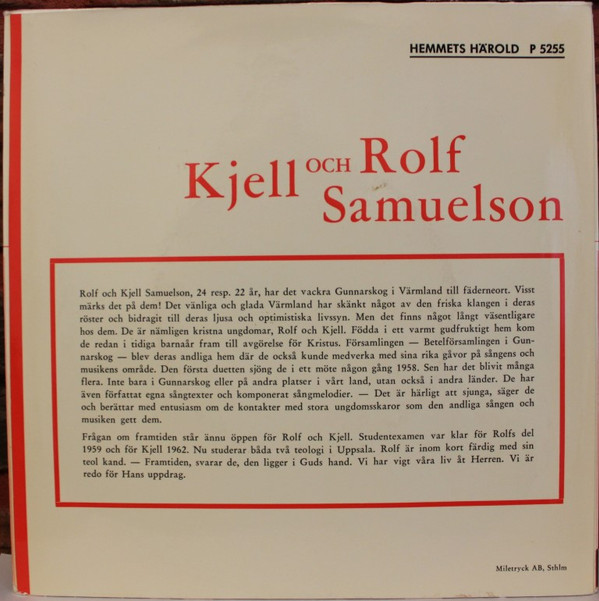 HEMMETS HÄROLD P 5255
Kjell OCH Rolf
Samuelson
Rolf och Kjell Samuelson, 24 resp. 22 år, har det vackra Gunnarskog i Värmland till fäderneort. Visst
märks det på dem! Det vänliga och glada Värmland har skänkt något av den friska klangen i deras
röster och bidragit till deras ljusa och optimistiska livssyn. Men det finns något långt väsentligare
hos dem. De är nämligen kristna ungdomar, Rolf och Kjell. Födda i ett varmt gudfruktigt hem kom
de redan i tidiga barnaår fram till avgörelse för Kristus. Församlingen — Betelförsamlingen i Gun-
narskog — blev deras andliga hem där de också kunde medverka med sina rika gåvor på sångens och
musikens område. Den första duetten sjöng de i ett möte någon gång 1958. Sen har det blivit många
flera. Inte bara i Gunnarskog eller på andra platser i vårt land, utan också i andra länder. De har
även författat egna sångtexter och komponerat sångmelodier. — Det är härligt att sjunga, säger de
och berättar med entusiasm om de kontakter med stora ungdomsskaror som den andliga sången och
musiken gett dem.
Frågan om framtiden står ännu öppen för Rolf och Kjell. Studentexamen var klar för Rolfs del
1959 och för Kjell 1962. Nu studerar båda två teologi i Uppsala. Rolf är inom kort färdig med sin
teol kand. — Framtiden, svarar de, den ligger i Guds hand. Vi har vigt våra liv åt Herren. Vi är
redo för Hans uppdrag.
Miletryck AB, Sthlm